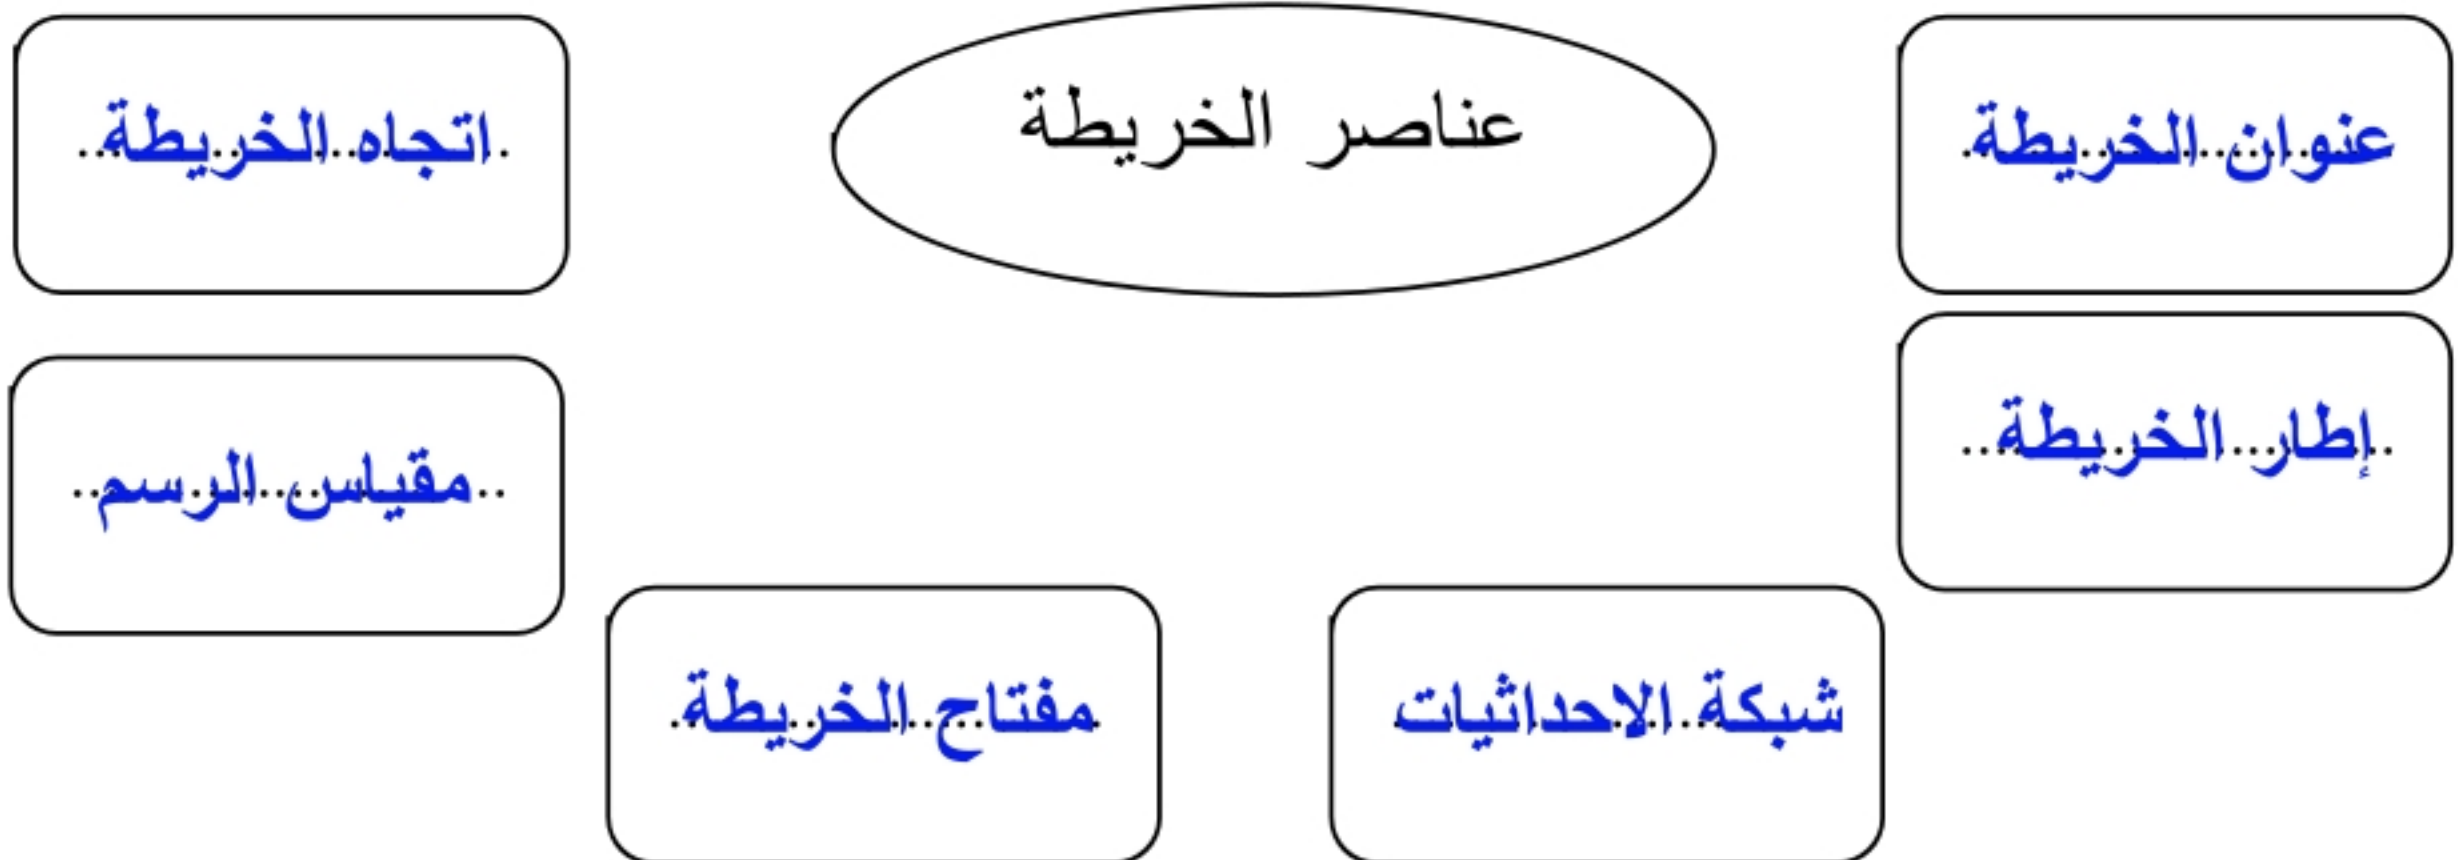 عناصر الخريطة
عنوان الخريطة
اتجاه الخريطة
إطار الخريطة
مقياس الرسم
شبكة الاحداثيات
مفتاح الخريطة